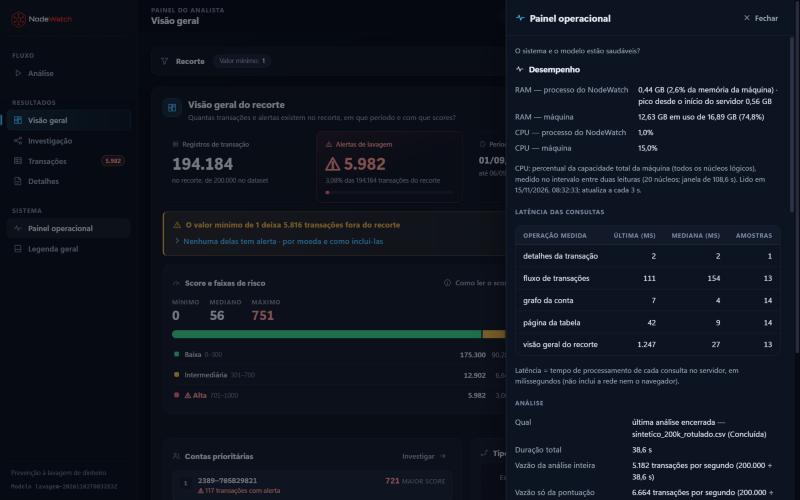 NodeWatch
FLUXO
Análise
RESULTADOS
Visão geral
Investigação
Transações 5.982
Detalhes
SISTEMA
Painel operacional
Legenda geral
Prevenção à lavagem de dinheiro
PAINEL DO ANALISTA
Visão geral
Recorte Valor mínimo: 1
Visão geral do recorte
Quantas transações e alertas existem no recorte, em que período e com que scores?
Registros de transação
194.184
no recorte, de 200.000 no dataset
Alertas de lavagem
5.982
3,08% das 194.184 transações do recorte
01/09,
até 06/09
O valor mínimo de 1 deixa 5.816 transações fora do recorte
Nenhuma delas tem alerta · por moeda e como incluí-las
Score e faixas de risco
Como ler o score
MÍNIMO MEDIANO MÁXIMO
0 56 751
Baixa 0–300 175.300
Intermediária 301–700 12.902
Alta 701–1000 5.982
Contas prioritárias
Investigar →
1 2389–785829821
117 transações com alerta
721 MAIOR SCORE
Painel operacional
Fechar
O sistema e o modelo estão saudáveis?
Desempenho
RAM — processo do NodeWatch 0,44 GB (2,6% da memória da máquina) ·
pico desde o início do servidor 0,56 GB
RAM — máquina 12,63 GB em uso de 16,89 GB (74,8%)
CPU — processo do NodeWatch 1,0%
CPU — máquina 15,0%
CPU: percentual da capacidade total da máquina (todos os núcleos lógicos),
medido no intervalo entre duas leituras (20 núcleos; janela de 108,6 s). Lido em
15/11/2026, 08:32:33; atualiza a cada 3 s.
LATÊNCIA DAS CONSULTAS
OPERAÇÃO MEDIDA ÚLTIMA (MS) MEDIANA (MS) AMOSTRAS
detalhes da transação 2 2 1
fluxo de transações 111 154 13
grafo da conta 7 4 14
página da tabela 42 9 14
visão geral do recorte 1.247 27 13
Latência = tempo de processamento de cada consulta no servidor, em
milissegundos (não inclui a rede nem o navegador).
ANÁLISE
Qual última análise encerrada —
sintetico_200k_rotulado.csv (Concluída)
Duração total 38,6 s
Vazão da análise inteira 5.182 transações por segundo (200.000 ÷
38,6 s)
Vazão só da pontuação 6.664 transações por segundo (200.000 ÷